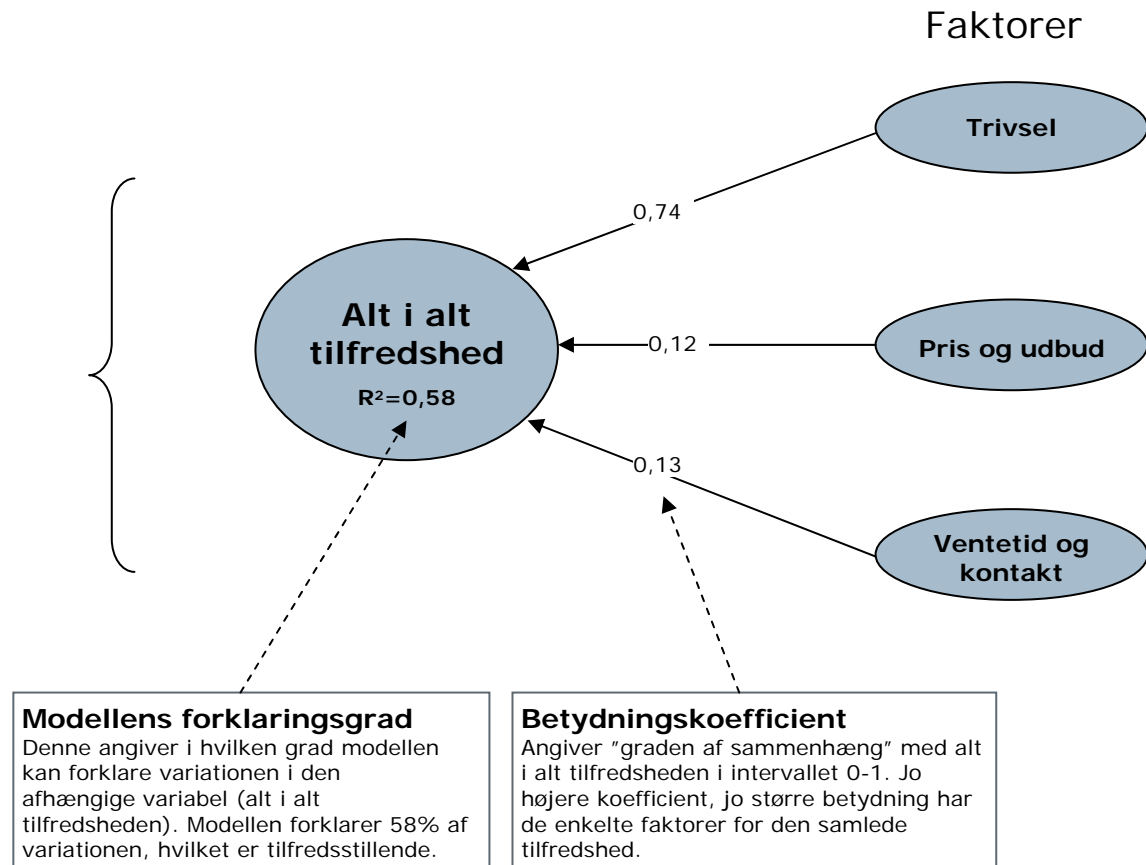 Faktorer
Trivsel
0,74
Alt i alt
tilfredshed
R²=0,58
0,12
Pris og udbud
0,13
Ventetid og
kontakt
Modellens forklaringsgrad
Denne angiver i hvilken grad modellen
kan forklare variationen i den
afhængige variabel (alt i alt
tilfredsheden). Modellen forklarer 58% af
variationen, hvilket er tilfredsstillende.
Betydningskoefficient
Angiver ”graden af sammenhæng” med alt
i alt tilfredsheden i intervallet 0-1. Jo
højere koefficient, jo større betydning har
de enkelte faktorer for den samlede
tilfredshed.